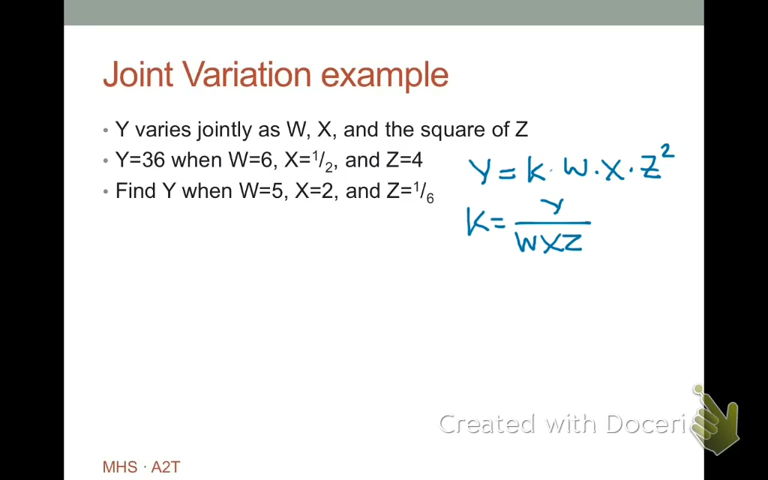 Joint Variation example
• Y varies jointly as W, X, and the square of Z
• Y=36 when W=6, X=1/2, and Z=4
• Find Y when W=5, X=2, and Z=1/6
Y = K · W · X · Z²
K = Y / WXZ
Created with Doceri
MHS · A2T